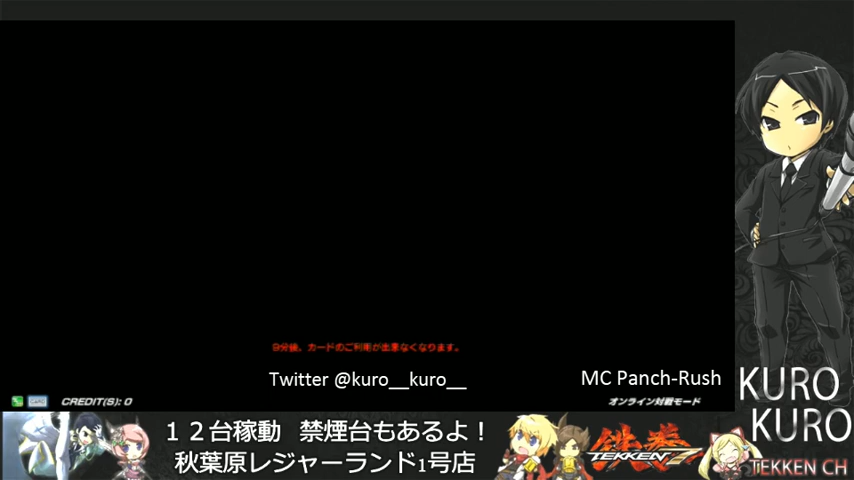 9分後、カードのご利用が出来なくなります。
Twitter @kuro__kuro__
MC Panch-Rush
CREDIT(S): 0
オンライン対戦モード
KURO
KURO
TEKKEN CH
12台稼動 禁煙台もあるよ!
秋葉原レジャーランド1号店
鉄拳
TEKKEN 7